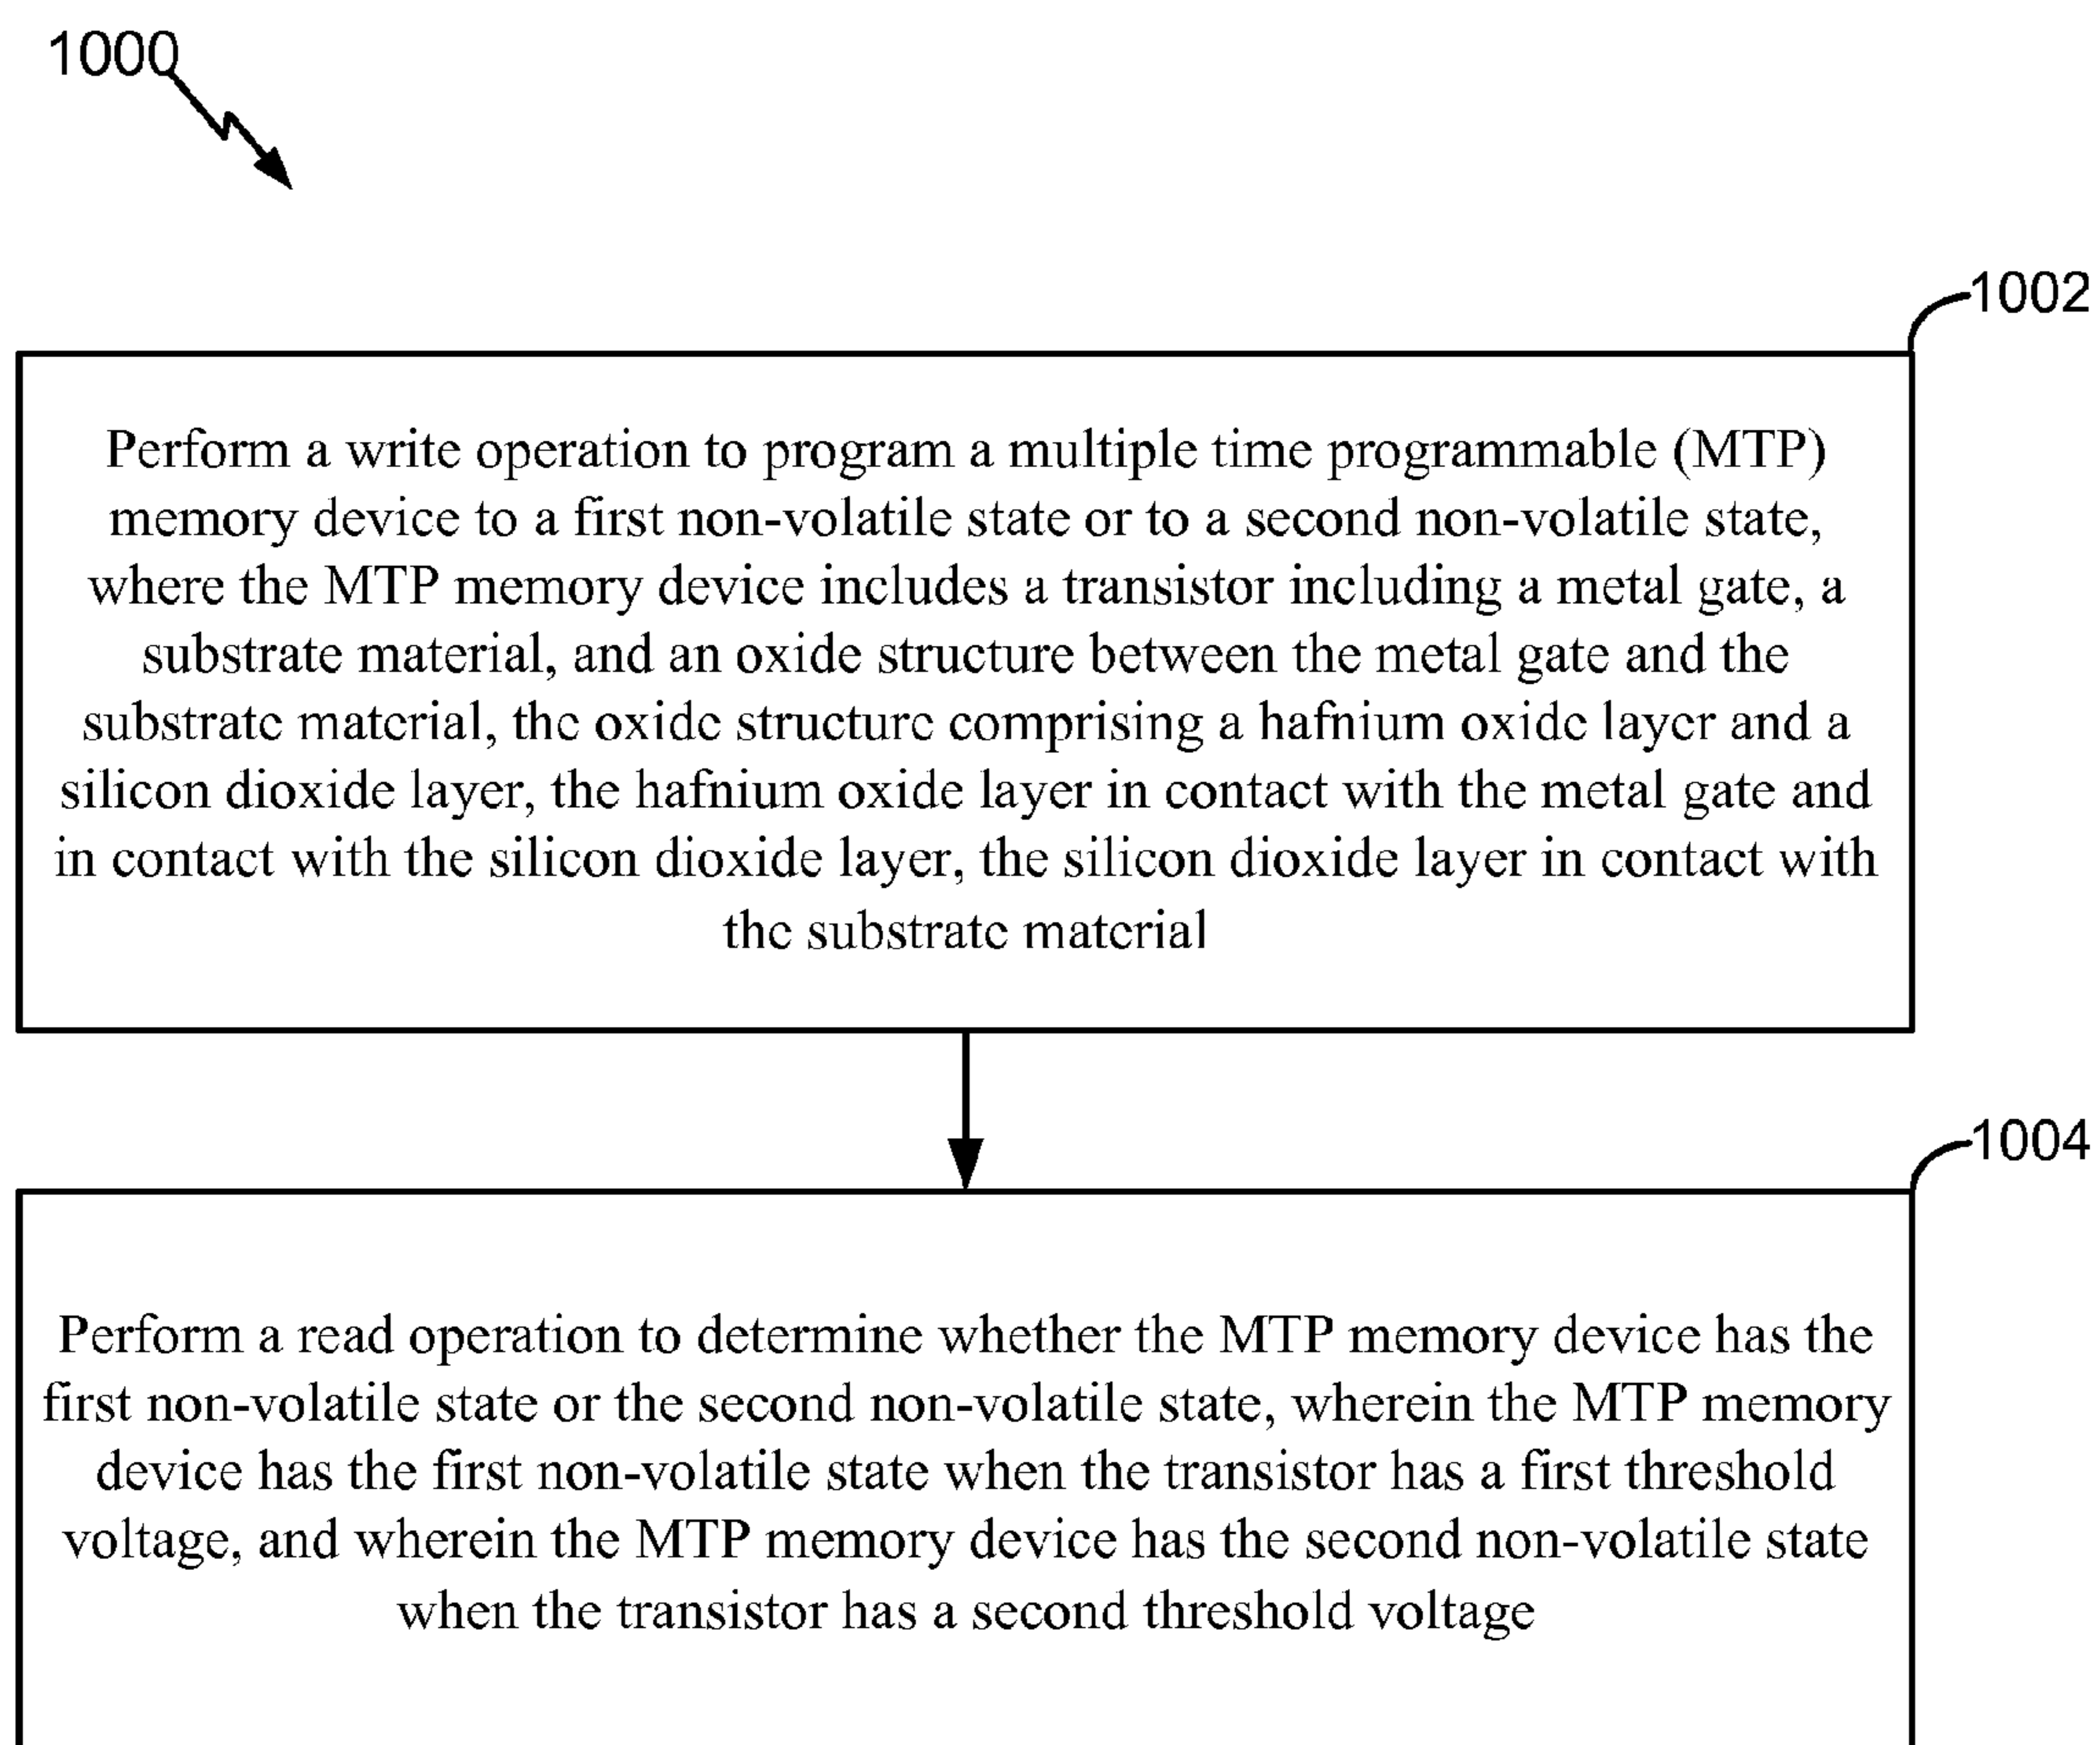 1000
1002
Perform a write operation to program a multiple time programmable (MTP)
memory device to a first non-volatile state or to a second non-volatile state,
where the MTP memory device includes a transistor including a metal gate, a
substrate material, and an oxide structure between the metal gate and the
substrate material, the oxide structure comprising a hafnium oxide layer and a
silicon dioxide layer, the hafnium oxide layer in contact with the metal gate and
in contact with the silicon dioxide layer, the silicon dioxide layer in contact with
the substrate material
1004
Perform a read operation to determine whether the MTP memory device has the
first non-volatile state or the second non-volatile state, wherein the MTP memory
device has the first non-volatile state when the transistor has a first threshold
voltage, and wherein the MTP memory device has the second non-volatile state
when the transistor has a second threshold voltage